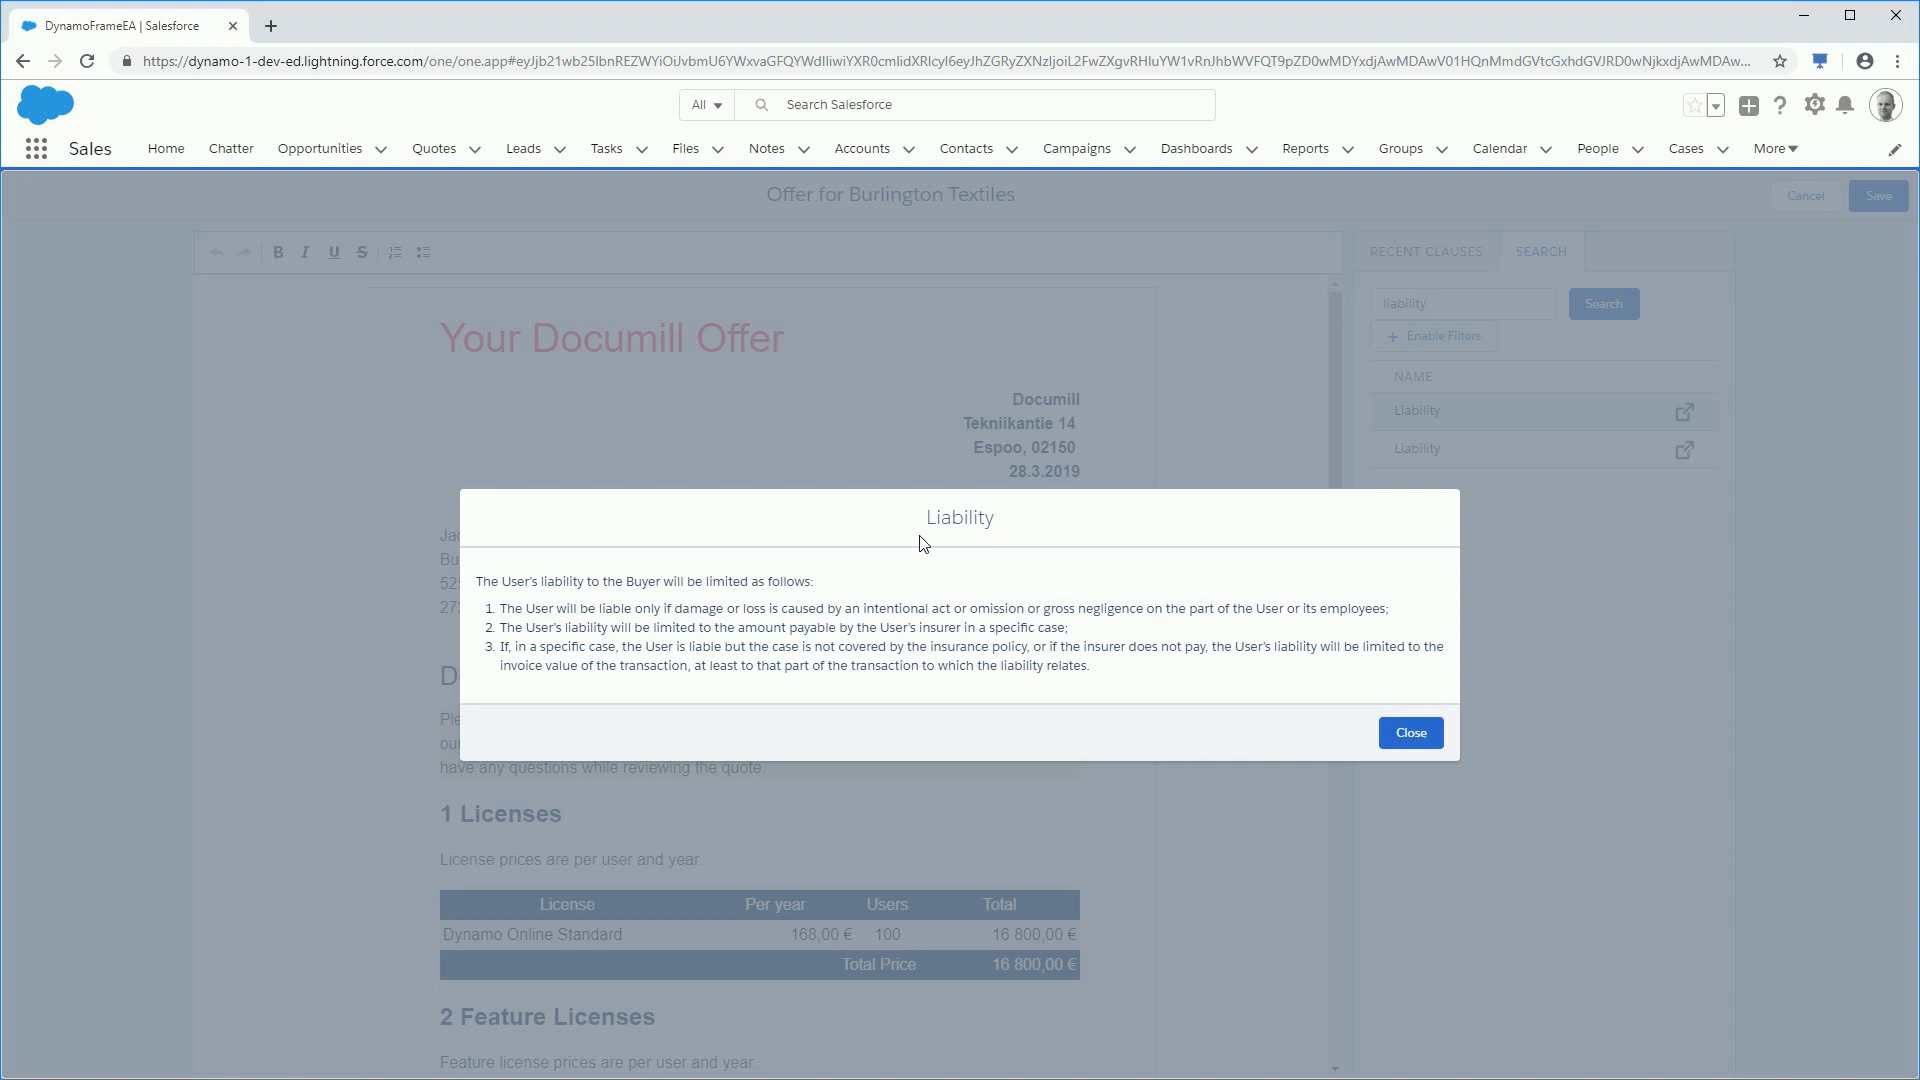 DynamoFrameEA | Salesforce
https://dynamo-1-dev-ed.lightning.force.com/one/one.app#
All
Search Salesforce
Sales
Home
Chatter
Opportunities
Quotes
Leads
Tasks
Files
Notes
Accounts
Contacts
Campaigns
Dashboards
Reports
Groups
Calendar
People
Cases
More
Offer for Burlington Textiles
Cancel
Save
B I U S
RECENT CLAUSES
SEARCH
liability
Search
+ Enable Filters
NAME
Liability
Liability
Your Documill Offer
Documill
Tekniikantie 14
Espoo, 02150
28.3.2019
Liability
The User's liability to the Buyer will be limited as follows:
1. The User will be liable only if damage or loss is caused by an intentional act or omission or gross negligence on the part of the User or its employees;
2. The User's liability will be limited to the amount payable by the User's insurer in a specific case;
3. If, in a specific case, the User is liable but the case is not covered by the insurance policy, or if the insurer does not pay, the User's liability will be limited to the
invoice value of the transaction, at least to that part of the transaction to which the liability relates.
Close
have any questions while reviewing the quote.
1 Licenses
License prices are per user and year
License Per year Users Total
Dynamo Online Standard 168,00 € 100 16 800,00 €
Total Price 16 800,00 €
2 Feature Licenses
Feature license prices are per user and year